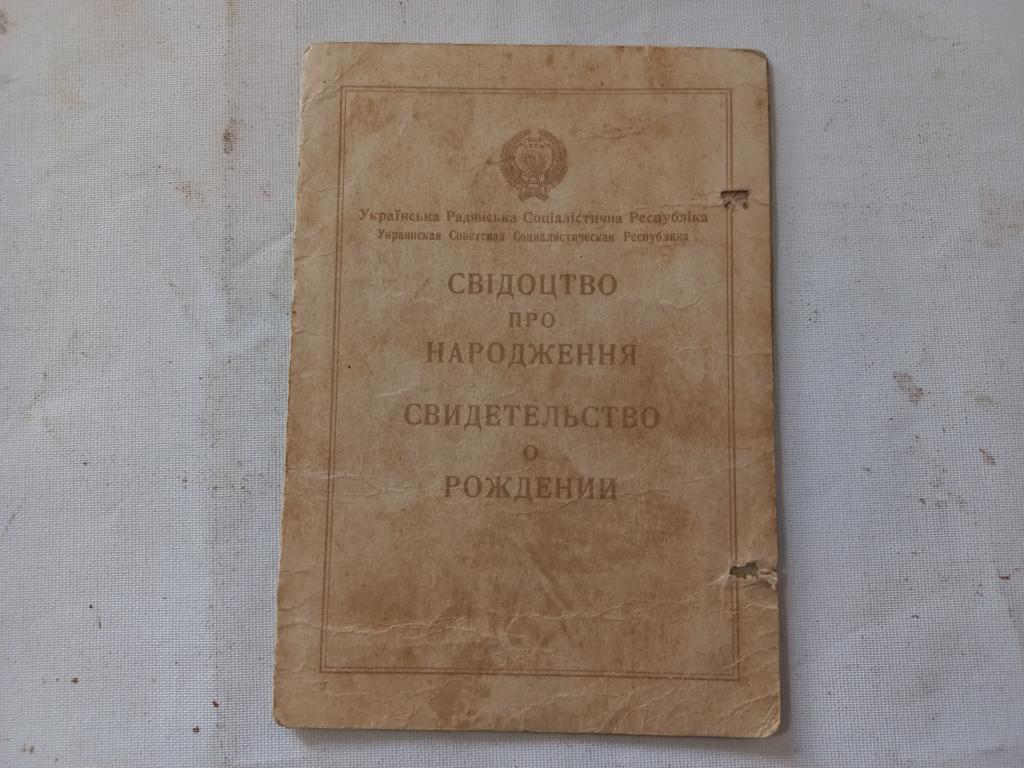 Українська Радянська Соціалістична Республіка
Украинская Советская Социалистическая Республика
СВІДОЦТВО
ПРО
НАРОДЖЕННЯ
СВИДЕТЕЛЬСТВО
О
РОЖДЕНИИ